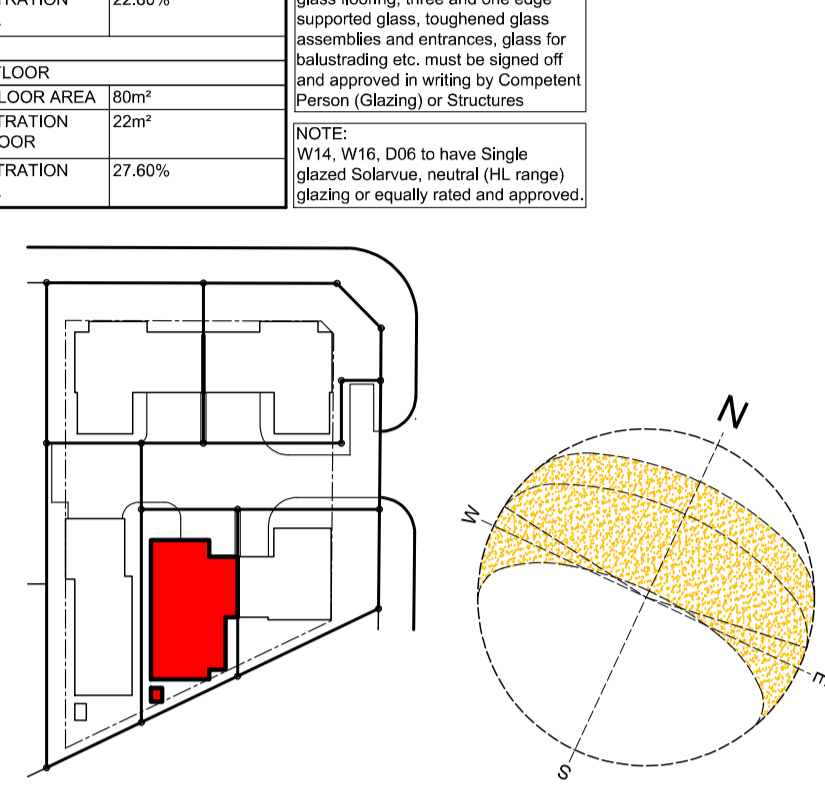 22.80%
FLOOR
LOOR AREA 80m²
TRATION 22m²
OOR
TRATION 27.60%
glass flooring, three and one edge
supported glass, toughened glass
assemblies and entrances, glass for
balustrading etc. must be signed off
and approved in writing by Competent
Person (Glazing) or Structures
NOTE:
W14, W16, D06 to have Single
glazed Solarvue, neutral (HL range)
glazing or equally rated and approved.
N
W
E
S